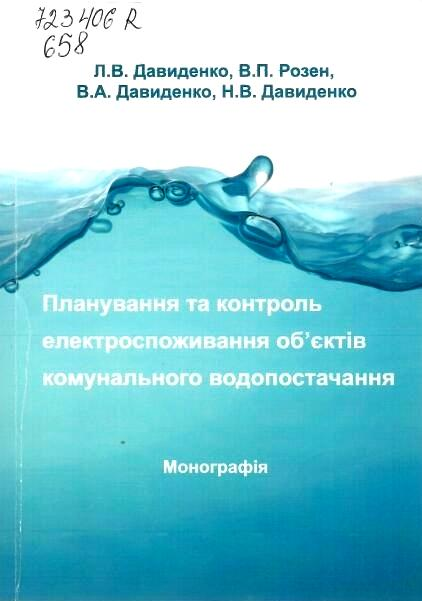 723406 R
658
Л.В. Давиденко, В.П. Розен,
В.А. Давиденко, Н.В. Давиденко
Планування та контроль
електроспоживання об’єктів
комунального водопостачання
Монографія